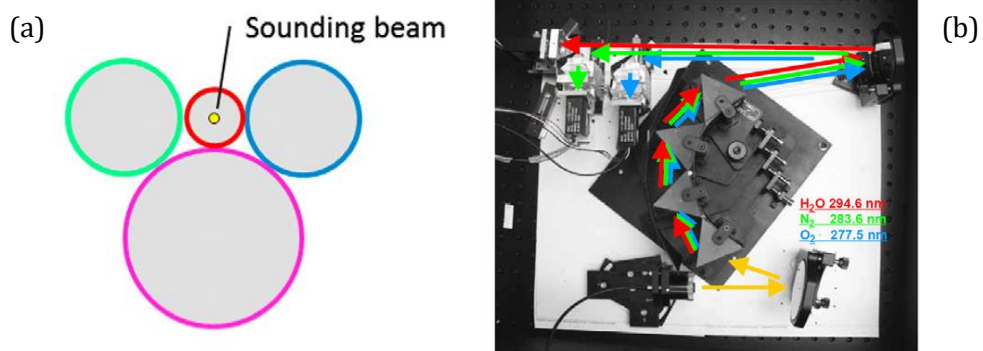 (a)
Sounding beam
(b)
H₂O 294.6 nm
N₂ 283.6 nm
O₂ 277.5 nm